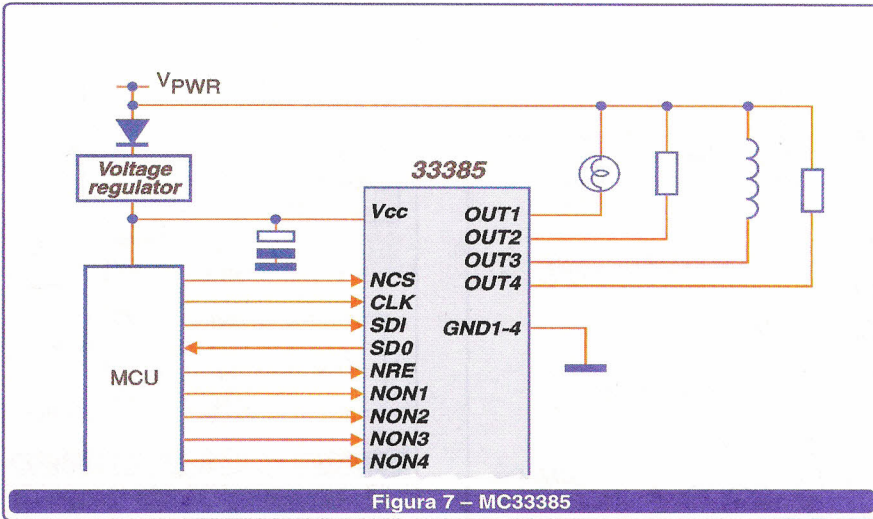 VPWR
Voltage
regulator
33385
Vcc
OUT1
OUT2
OUT3
OUT4
GND1-4
NCS
CLK
SDI
SD0
NRE
NON1
NON2
NON3
NON4
MCU
Figura 7 – MC33385